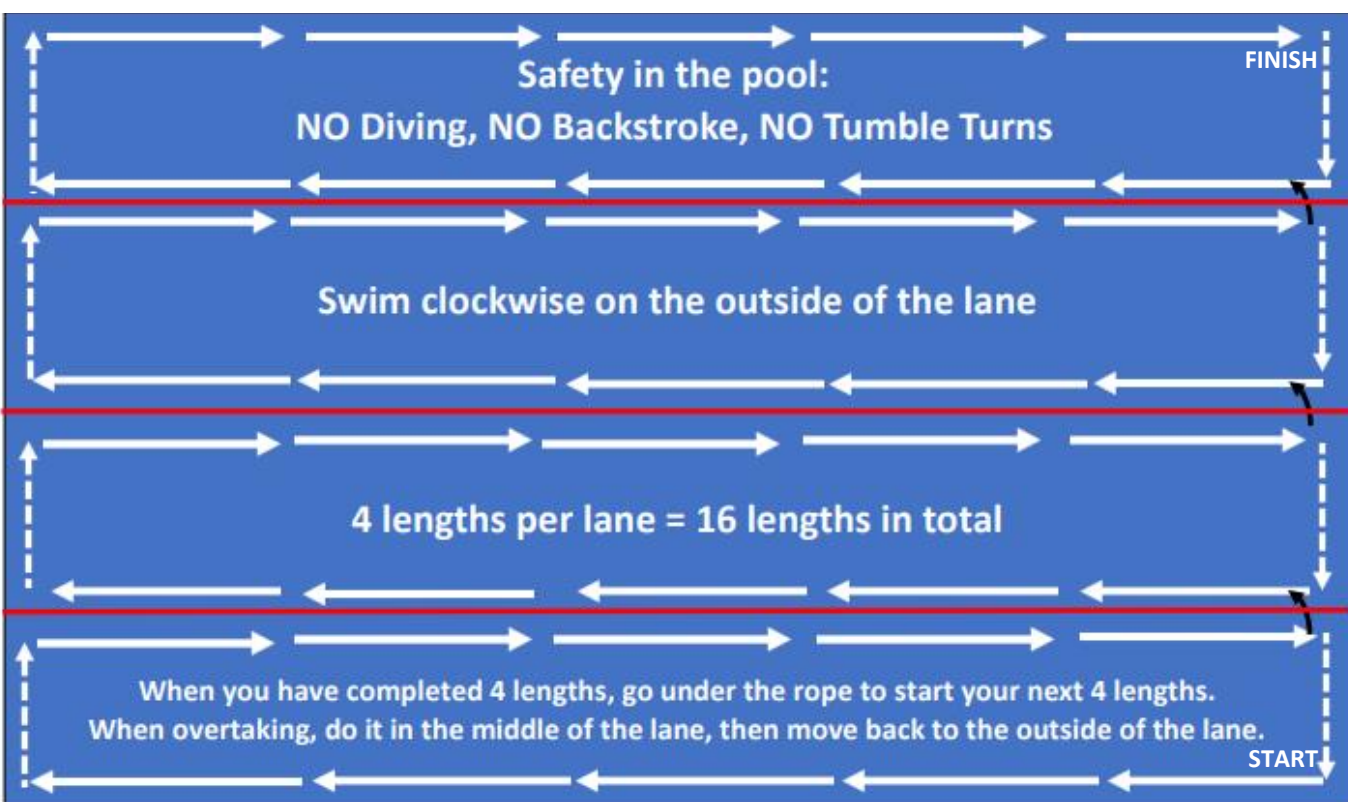 FINISH
Safety in the pool:
NO Diving, NO Backstroke, NO Tumble Turns
Swim clockwise on the outside of the lane
4 lengths per lane = 16 lengths in total
When you have completed 4 lengths, go under the rope to start your next 4 lengths.
When overtaking, do it in the middle of the lane, then move back to the outside of the lane.
START